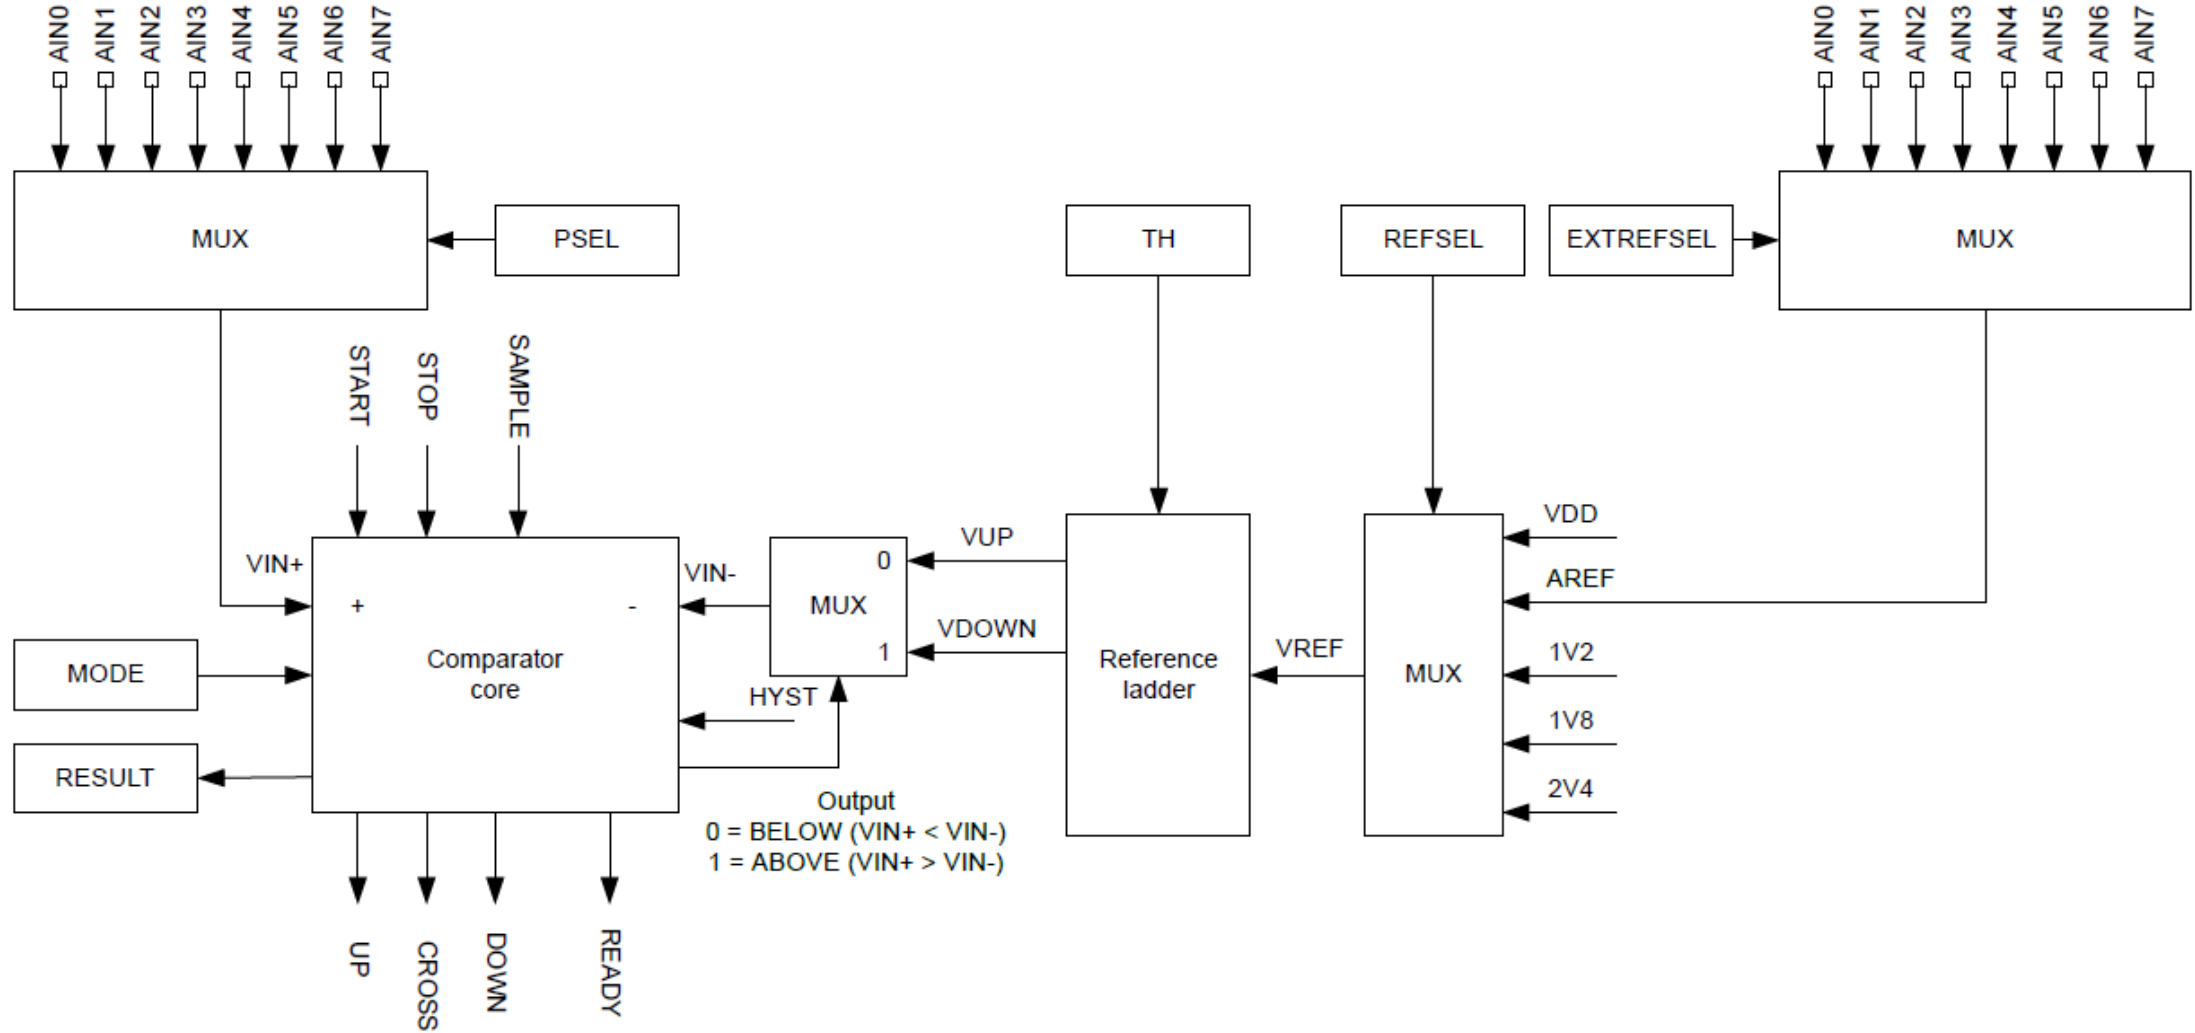 AIN0
AIN1
AIN2
AIN3
AIN4
AIN5
AIN6
AIN7
AIN0
AIN1
AIN2
AIN3
AIN4
AIN5
AIN6
AIN7
MUX
PSEL
TH
REFSEL
EXTREFSEL
MUX
START
STOP
SAMPLE
VIN+
+
-
VIN-
0
MUX
1
VUP
VDOWN
VDD
AREF
1V2
1V8
2V4
MODE
Comparator
core
HYST
Reference
ladder
VREF
MUX
RESULT
Output
0 = BELOW (VIN+ < VIN-)
1 = ABOVE (VIN+ > VIN-)
UP
CROSS
DOWN
READY